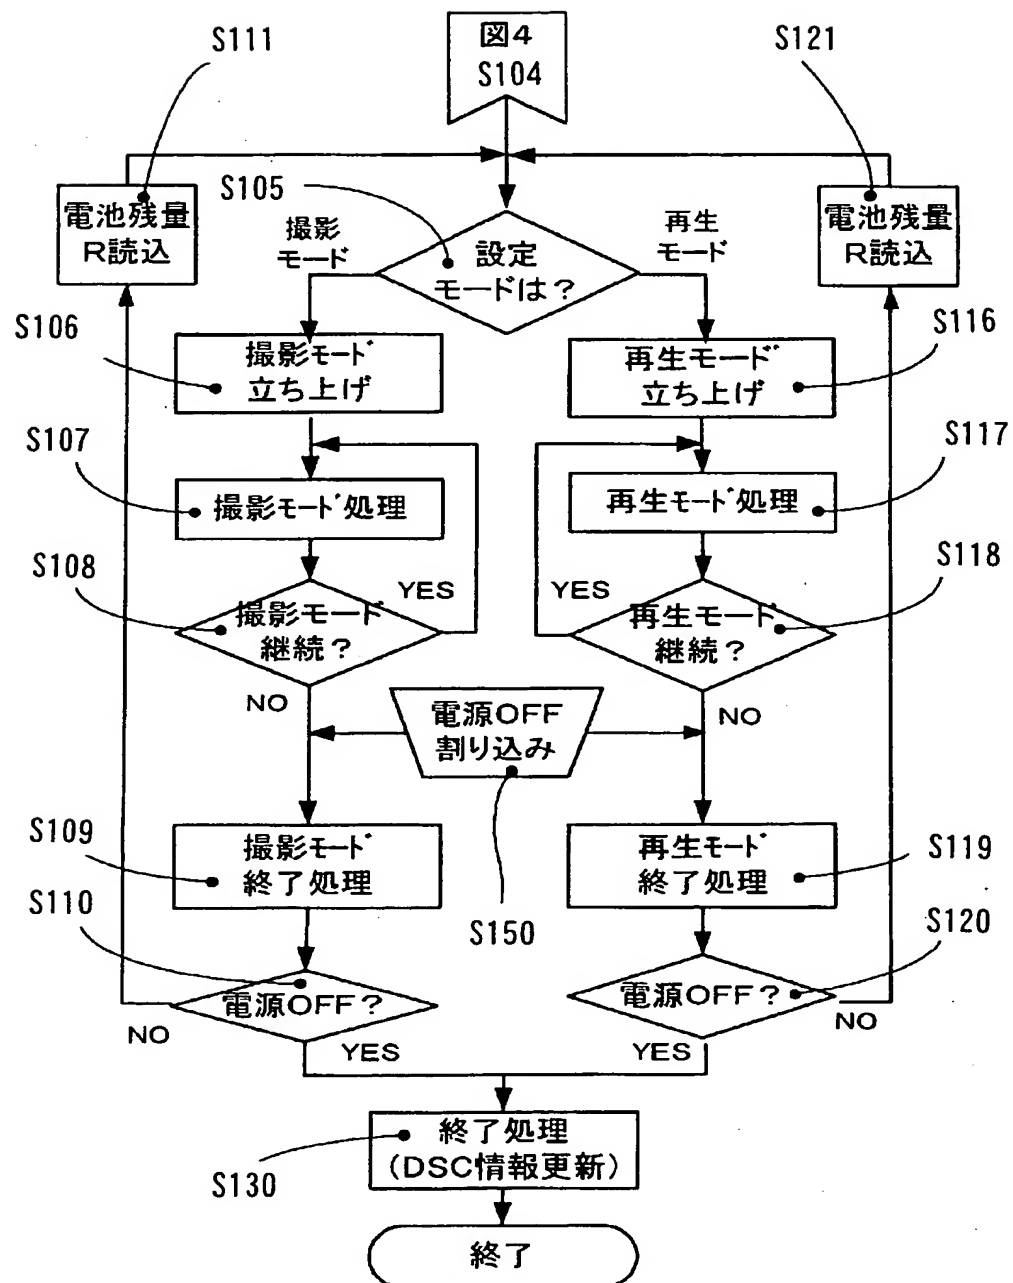 S111
図4
S104
S121
電池残量
R読込
S105
撮影
モード
設定
モードは?
再生
モード
電池残量
R読込
S106
撮影モード
立ち上げ
再生モード
立ち上げ
S116
S107
撮影モード処理
再生モード処理
S117
S108
撮影モード
継続?
YES
YES
再生モード
継続?
S118
NO
電源OFF
割り込み
NO
S109
撮影モード
終了処理
S150
再生モード
終了処理
S119
S110
電源OFF?
NO
YES
S120
電源OFF?
YES
NO
終了処理
(DSC情報更新)
S130
終了